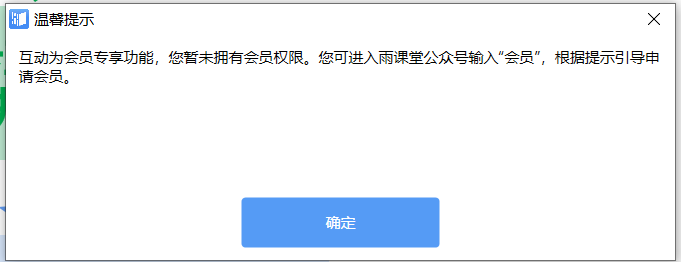 温馨提示
互动为会员专享功能，您暂未拥有会员权限。您可进入雨课堂公众号输入“会员”，根据提示引导申
请会员。
确定